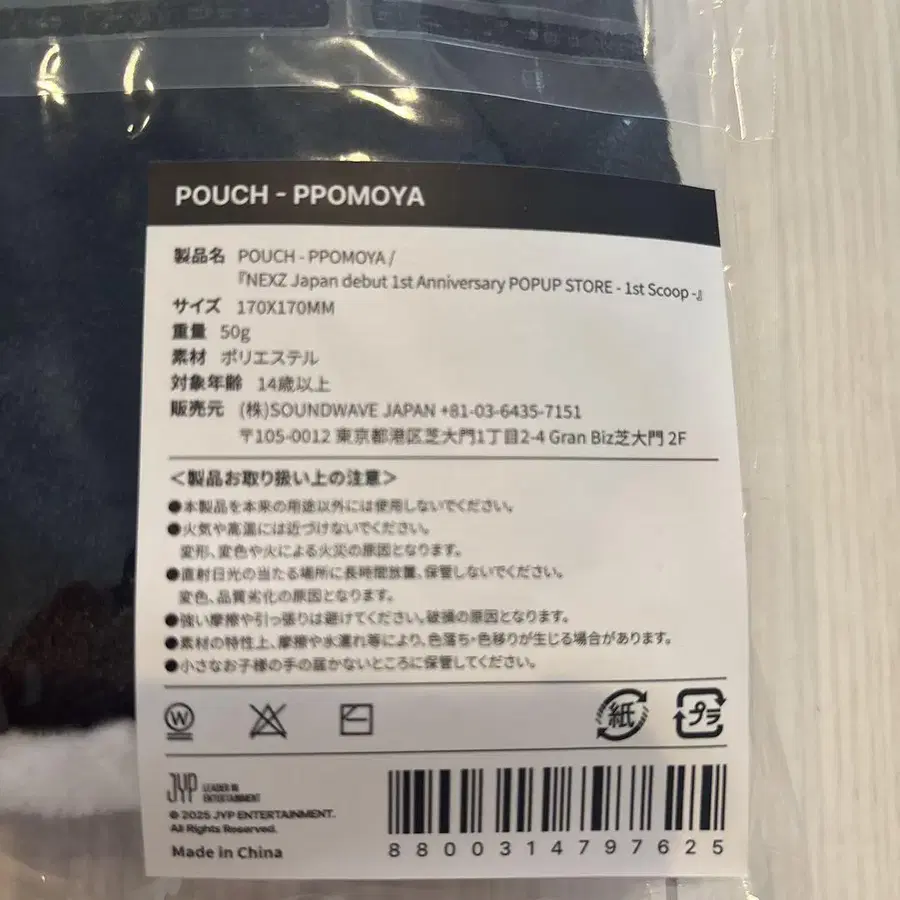 POUCH - PPOMOYA
製品名 POUCH - PPOMOYA /
『NEXZ Japan debut 1st Anniversary POPUP STORE - 1st Scoop -』
サイズ 170X170MM
重量 50g
素材 ポリエステル
対象年齢 14歳以上
販売元 (株)SOUNDWAVE JAPAN +81-03-6435-7151
〒105-0012 東京都港区芝大門1丁目2-4 Gran Biz芝大門 2F
＜製品お取り扱い上の注意＞
●本製品を本来の用途以外には使用しないでください。
●火気や高温には近づけないでください。
変形、変色や火による火災の原因となります。
●直射日光の当たる場所に長時間放置、保管しないでください。
変色、品質劣化の原因となります。
●強い摩擦や引っ張りは避けてください。破損の原因となります。
●素材の特性上、摩擦や水濡れ等により、色落ち・色移りが生じる場合があります。
●小さなお子様の手の届かないところに保管してください。
W 紙 プラ
JYP LEADER IN ENTERTAINMENT
© 2025 JYP ENTERTAINMENT.
All Rights Reserved.
Made in China
8800314797625